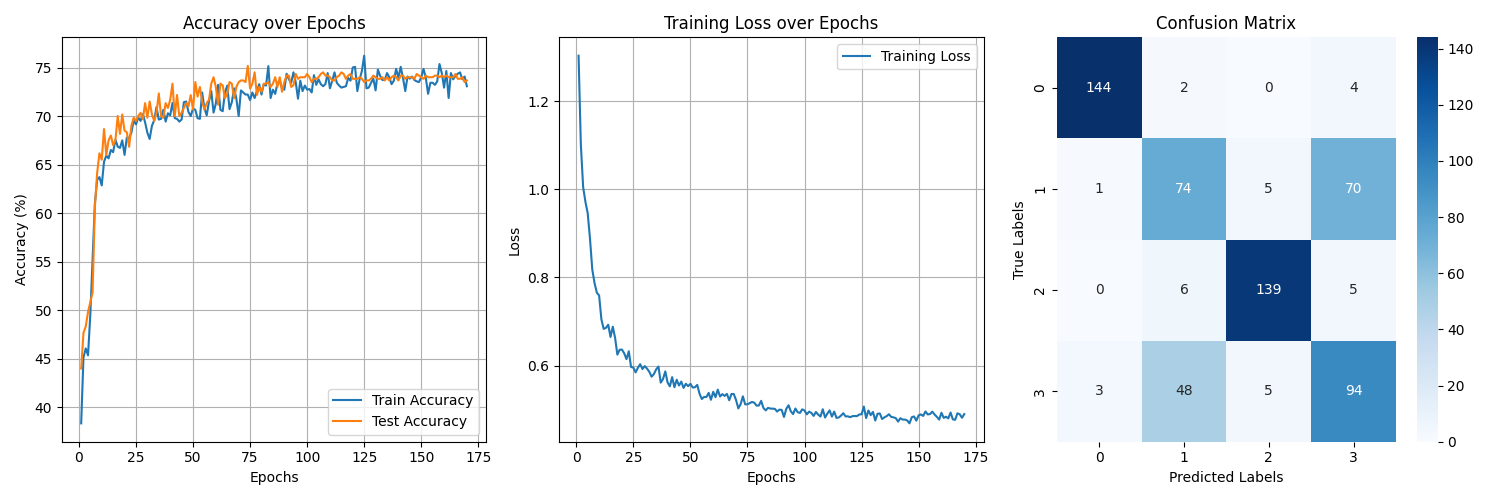 Accuracy over Epochs
Accuracy (%)
75
70
65
60
55
50
45
40
0 25 50 75 100 125 150 175
Epochs
Train Accuracy
Test Accuracy
Training Loss over Epochs
Loss
1.2
1.0
0.8
0.6
0 25 50 75 100 125 150 175
Epochs
Training Loss
Confusion Matrix
True Labels
0 144 2 0 4
1 1 74 5 70
2 0 6 139 5
3 3 48 5 94
0 1 2 3
Predicted Labels
140
120
100
80
60
40
20
0